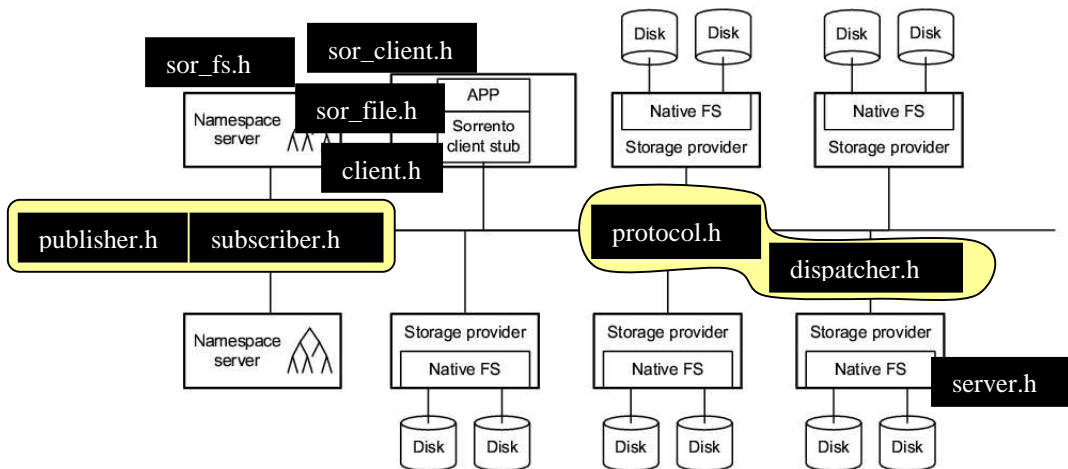 Disk
Disk
Disk
Disk
sor_client.h
sor_fs.h
APP
Native FS
Native FS
sor_file.h
Namespace
server
Sorrento
client stub
Storage provider
Storage provider
client.h
publisher.h
subscriber.h
protocol.h
dispatcher.h
Namespace
server
Storage provider
Storage provider
Storage provider
Native FS
Native FS
Native FS
server.h
Disk
Disk
Disk
Disk
Disk
Disk